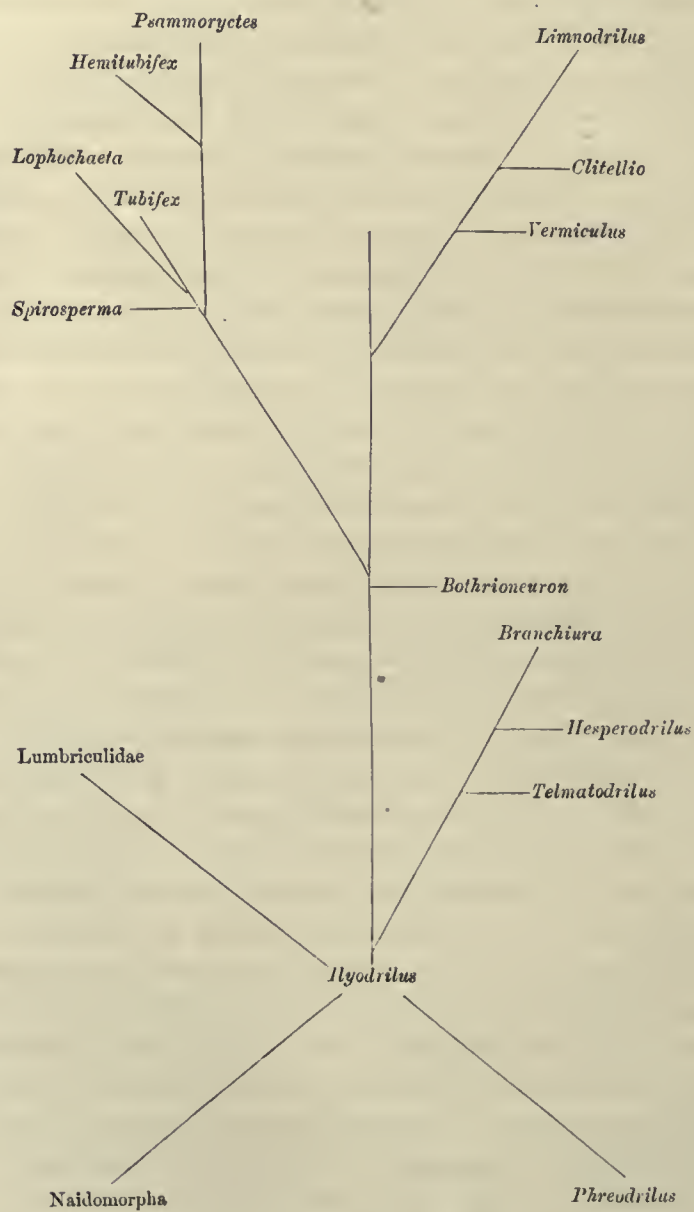 Psammoryctes
Limnodrilus
Hemitubifex
Lophochaeta
Clitellio
Tubifex
Vermiculus
Spirosperma
Bothrioneuron
Branchiura
Hesperodrilus
Lumbriculidae
Telmatodrilus
Ilyodrilus
Naidomorpha
Phreodrilus